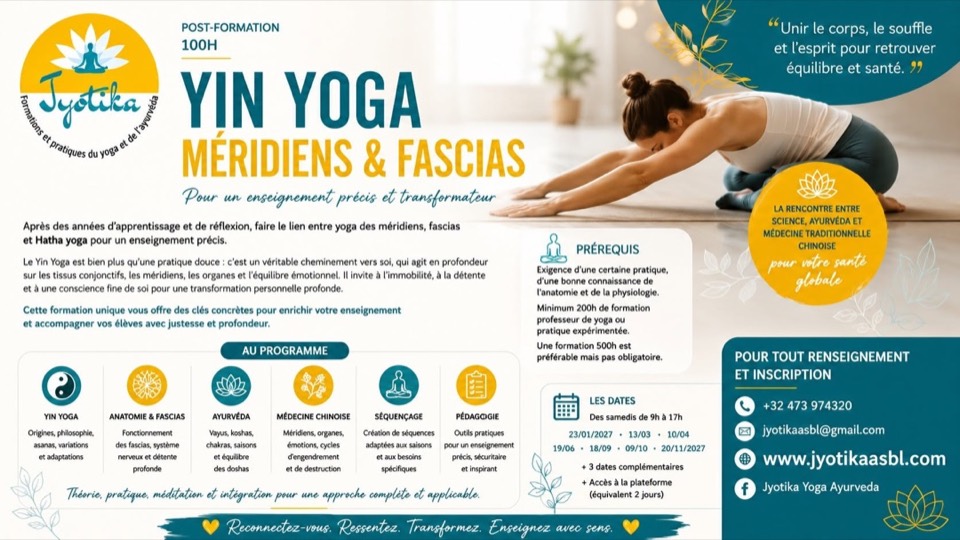 Jyotika
Formations et pratiques du yoga et de l'ayurvéda
POST-FORMATION
100H
YIN YOGA
MÉRIDIENS & FASCIAS
Pour un enseignement précis et transformateur
“Unir le corps, le souffle
et l'esprit pour retrouver
équilibre et santé.”
LA RENCONTRE ENTRE
SCIENCE, AYURVÉDA ET
MÉDECINE TRADITIONNELLE
CHINOISE
pour votre santé
globale
Après des années d'apprentissage et de réflexion, faire le lien entre yoga des méridiens, fascias
et Hatha yoga pour un enseignement précis.
Le Yin Yoga est bien plus qu'une pratique douce : c'est un véritable cheminement vers soi, qui agit en profondeur
sur les tissus conjonctifs, les méridiens, les organes et l'équilibre émotionnel. Il invite à l'immobilité, à la détente
et à une conscience fine de soi pour une transformation personnelle profonde.
Cette formation unique vous offre des clés concrètes pour enrichir votre enseignement
et accompagner vos élèves avec justesse et profondeur.
PRÉREQUIS
Exigence d'une certaine pratique,
d'une bonne connaissance de
l'anatomie et de la physiologie.
Minimum 200h de formation
professeur de yoga ou
pratique expérimentée.
Une formation 500h est
préférable mais pas obligatoire.
AU PROGRAMME
YIN YOGA
Origines, philosophie,
asanas, variations
et adaptations
ANATOMIE & FASCIAS
Fonctionnement
des fascias, système
nerveux et détente
profonde
AYURVÉDA
Vayus, koshas,
chakras, saisons
et équilibre
des doshas
MÉDECINE CHINOISE
Méridiens, organes,
émotions, cycles
d'engendrement
et de destruction
SÉQUENÇAGE
Création de séquences
adaptées aux saisons
et aux besoins
spécifiques
PÉDAGOGIE
Outils pratiques
pour un enseignement
précis, sécuritaire
et inspirant
Théorie, pratique, méditation et intégration pour une approche complète et applicable.
LES DATES
Des samedis de 9h à 17h
23/01/2027 • 13/03 • 10/04
19/06 • 18/09 • 09/10 • 20/11/2027
+ 3 dates complémentaires
+ Accès à la plateforme
(équivalent 2 jours)
POUR TOUT RENSEIGNEMENT
ET INSCRIPTION
+32 473 974320
jyotikaasbl@gmail.com
www.jyotikaasbl.com
Jyotika Yoga Ayurveda
Reconnectez-vous. Ressentez. Transformez. Enseignez avec sens.